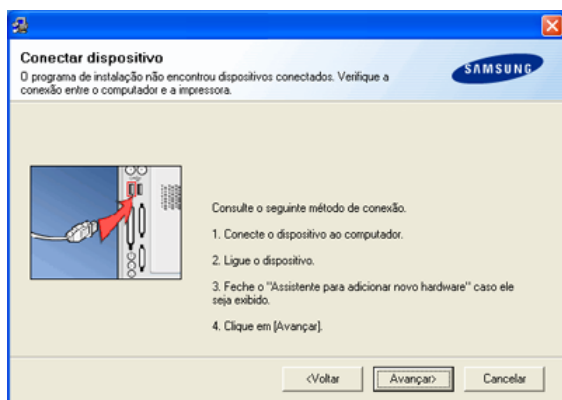 Conectar dispositivo
O programa de instalação não encontrou dispositivos conectados. Verifique a
conexão entre o computador e a impressora.
SAMSUNG
Consulte o seguinte método de conexão.
1. Conecte o dispositivo ao computador.
2. Ligue o dispositivo.
3. Feche o "Assistente para adicionar novo hardware" caso ele
seja exibido.
4. Clique em [Avançar].
<Voltar
Avançar>
Cancelar